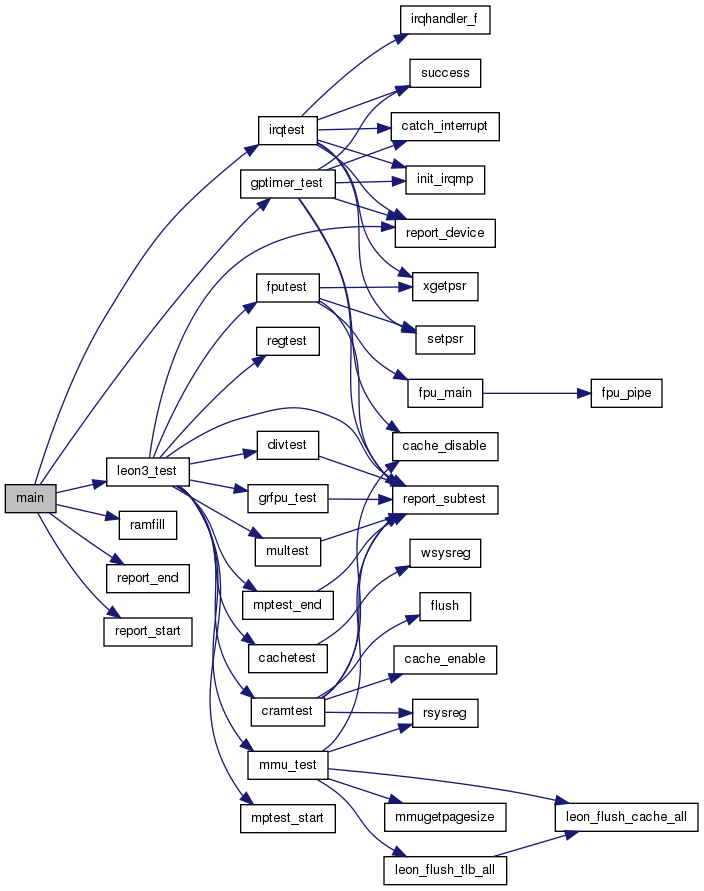 irqhandler_f
success
irqtest
catch_interrupt
gptimer_test
init_irqmp
report_device
fputest
xgetpsr
regtest
setpsr
fpu_main
fpu_pipe
divtest
cache_disable
leon3_test
main
grfpu_test
report_subtest
ramfill
multest
wsysreg
report_end
mptest_end
flush
report_start
cachetest
cache_enable
cramtest
rsysreg
mmu_test
mptest_start
mmugetpagesize
leon_flush_cache_all
leon_flush_tlb_all